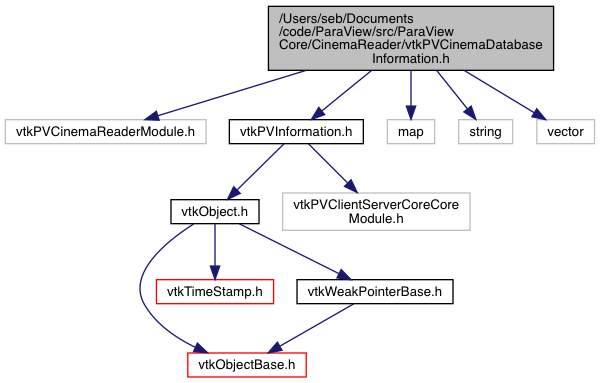 /Users/seb/Documents
/code/ParaView/src/ParaView
Core/CinemaReader/vtkPVCinemaDatabase
Information.h
vtkPVCinemaReaderModule.h
vtkPVInformation.h
map
string
vector
vtkObject.h
vtkPVClientServerCoreCore
Module.h
vtkTimeStamp.h
vtkWeakPointerBase.h
vtkObjectBase.h